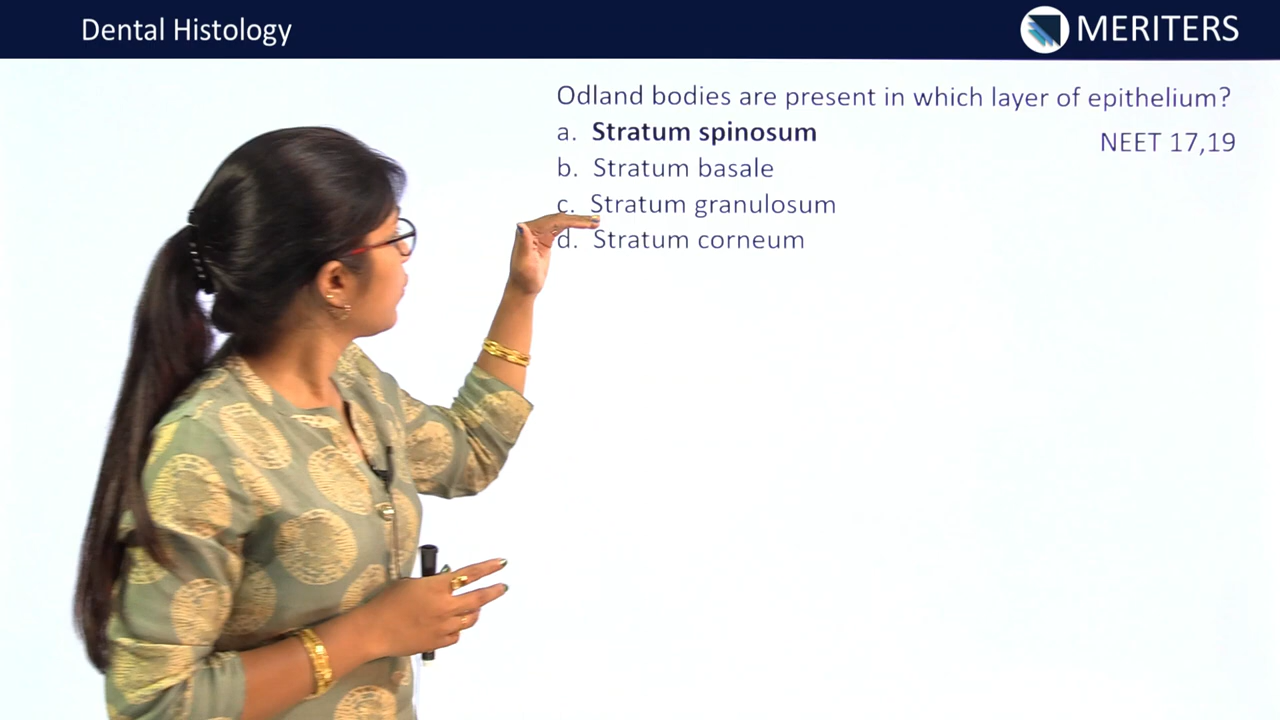 Dental Histology
MERITERS
Odland bodies are present in which layer of epithelium?
a. Stratum spinosum
NEET 17,19
b. Stratum basale
c. Stratum granulosum
d. Stratum corneum